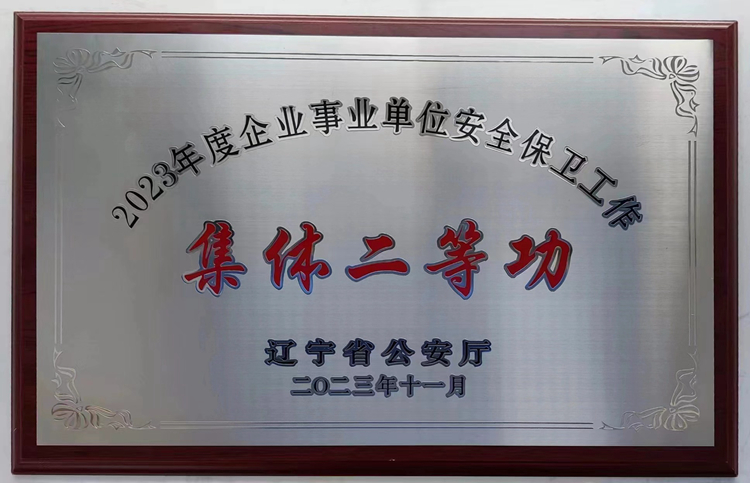 2023年度企业事业单位安全保卫工作
集体二等功
辽宁省公安厅
二〇二三年十一月